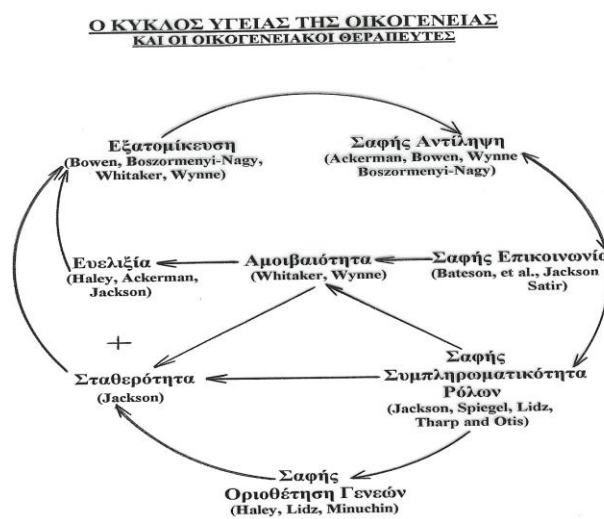 Ο ΚΥΚΛΟΣ ΥΓΕΙΑΣ ΤΗΣ ΟΙΚΟΓΕΝΕΙΑΣ
ΚΑΙ ΟΙ ΟΙΚΟΓΕΝΕΙΑΚΟΙ ΘΕΡΑΠΕΥΤΕΣ
Εξατομίκευση
(Bowen, Boszormenyi-Nagy,
Whitaker, Wynne)
Σαφής Αντίληψη
(Ackerman, Bowen, Wynne
Boszormenyi-Nagy)
Ευελιξία
(Haley, Ackerman,
Jackson)
Αμοιβαιότητα
(Whitaker, Wynne)
Σαφής Επικοινωνία
(Bateson, et al., Jackson
Satir)
+
Σταθερότητα
(Jackson)
Σαφής
Συμπληρωματικότητα
Ρόλων
(Jackson, Spiegel, Lidz,
Tharp and Otis)
Σαφής
Οριοθέτηση Γενεών
(Haley, Lidz, Minuchin)